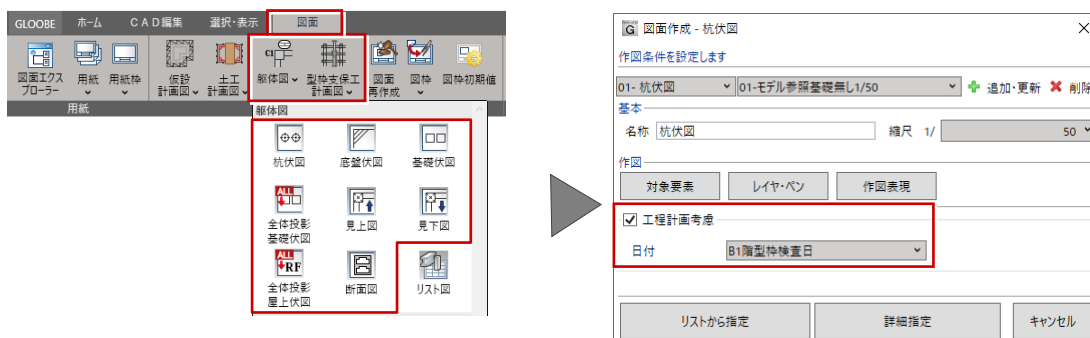 GLOOBE ホーム CAD編集 選択・表示 図面
図面エクス
プローラー
用紙
用紙枠
仮設
計画図
土工
計画図
躯体図
型枠支保工
計画図
図面
再作成
図枠
図枠初期値
用紙
躯体図
杭伏図
底盤伏図
基礎伏図
ALL
全体投影
基礎伏図
見上図
見下図
ALL
RF
全体投影
屋上伏図
断面図
リスト図
G 図面作成 - 杭伏図
作図条件を設定します
01- 杭伏図 01-モデル参照基礎無し1/50 追加・更新 削除
基本
名称 杭伏図 縮尺 1/ 50
作図
対象要素 レイヤ・ペン 作図表現
工程計画考慮
日付 B1階型枠検査日
リストから指定 詳細指定 キャンセル